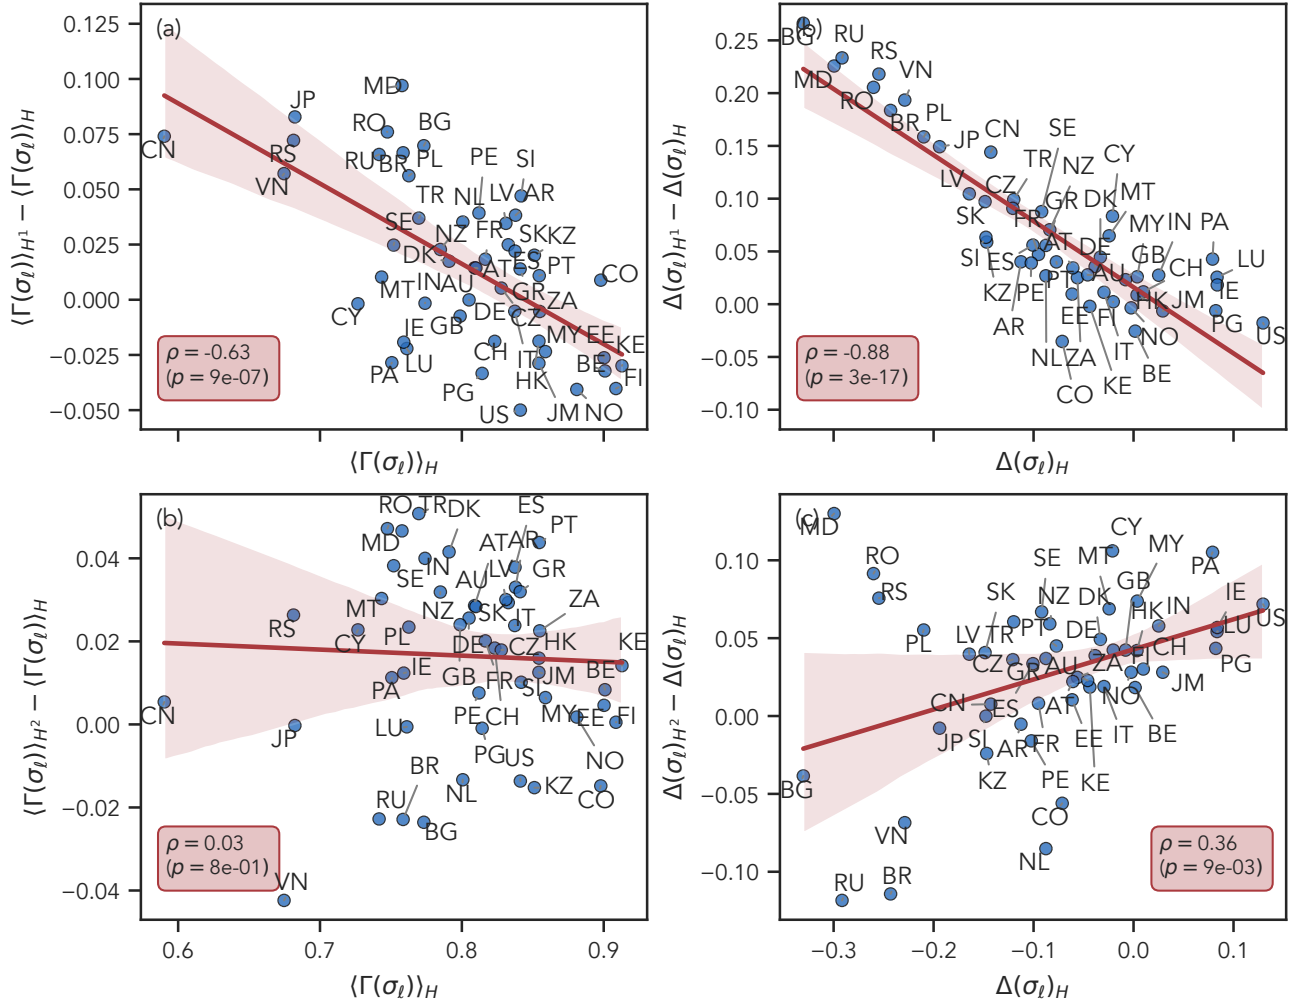 (a)
0.125
0.100
0.075
0.050
0.025
0.000
−0.025
−0.050
⟨Γ(σℓ)⟩H¹ − ⟨Γ(σℓ)⟩H
CN
JP
RS
VN
MD
RO
BG
RU
BR
PL
PE
SI
TR
NL
LV
AR
SE
NZ
FR
SK
KZ
DK
AT
ES
PT
CO
MT
IN
AU
GR
ZA
CY
GB
DE
CZ
IE
LU
PA
CH
IT
MY
EE
KE
BE
PG
HK
FI
US
JM
NO
ρ = -0.63
(p = 9e-07)
⟨Γ(σℓ)⟩H
(b)
0.25
0.20
0.15
0.10
0.05
0.00
−0.05
−0.10
Δ(σℓ)H¹ − Δ(σℓ)H
BG
RU
MD
RS
RO
VN
BR
PL
JP
CN
SE
TR
NZ
CY
LV
CZ
DK
MT
SK
FR
GR
MY
IN
PA
SI
ES
AT
DE
GB
CH
LU
KZ
PE
PT
AU
HK
JM
IE
AR
EE
FI
NO
PG
US
NL
ZA
IT
BE
CO
KE
ρ = -0.88
(p = 3e-17)
Δ(σℓ)H
(b)
0.04
0.02
0.00
−0.02
−0.04
⟨Γ(σℓ)⟩H² − ⟨Γ(σℓ)⟩H
RO
TR
DK
ES
MD
IN
AT
AR
PT
SE
AU
LV
GR
RS
MT
NZ
SK
IT
ZA
CY
PL
DE
CZ
HK
KE
PA
IE
GB
FR
SI
JM
BE
CN
JP
LU
PE
CH
MY
EE
FI
PG
US
NO
BR
NL
KZ
CO
RU
BG
VN
ρ = 0.03
(p = 8e-01)
0.6
0.7
0.8
0.9
⟨Γ(σℓ)⟩H
(c)
0.10
0.05
0.00
−0.05
−0.10
Δ(σℓ)H² − Δ(σℓ)H
MD
RO
RS
CY
MY
SE
MT
GB
PA
SK
NZ
DK
HK
IN
IE
PL
LV
TR
PT
DE
LU
US
CZ
GR
AU
ZA
CH
PG
JM
CN
ES
AT
NO
JP
SI
AR
FR
EE
IT
BE
BG
KZ
PE
KE
VN
CO
NL
RU
BR
ρ = 0.36
(p = 9e-03)
−0.3
−0.2
−0.1
0.0
0.1
Δ(σℓ)H